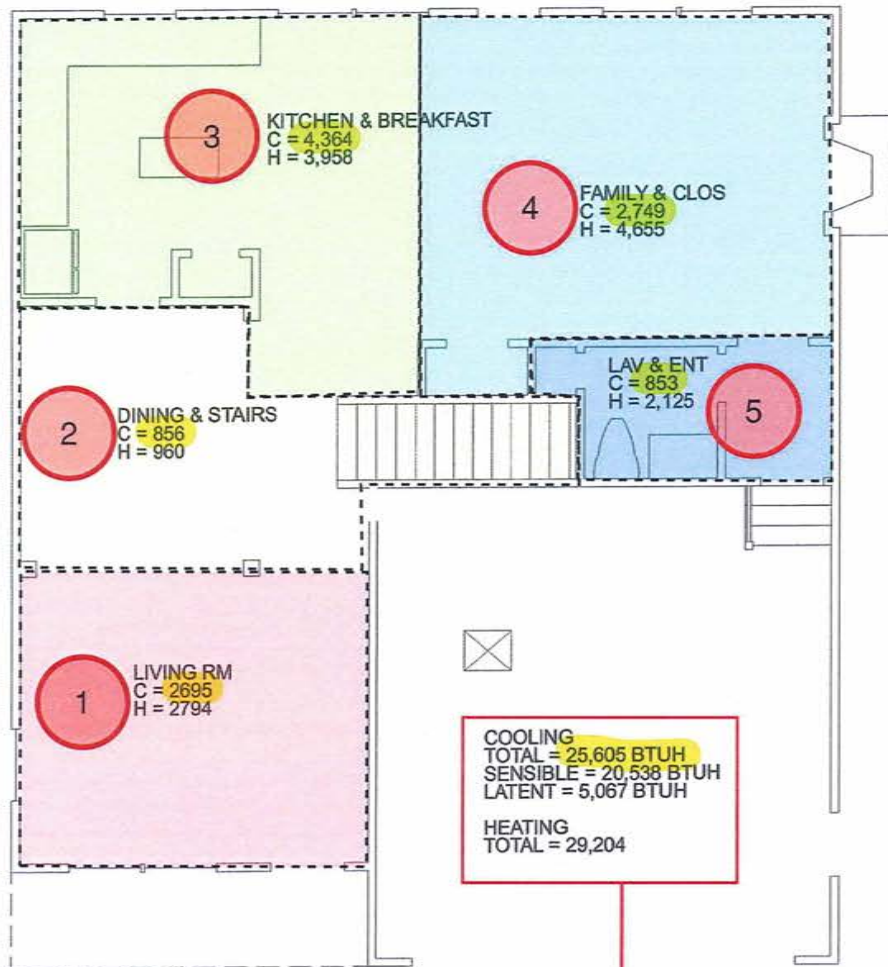 3
KITCHEN & BREAKFAST
C = 4,364
H = 3,958
4
FAMILY & CLOS
C = 2,749
H = 4,655
LAV & ENT
C = 853
H = 2,125
5
2
DINING & STAIRS
C = 856
H = 960
1
LIVING RM
C = 2695
H = 2794
COOLING
TOTAL = 25,605 BTUH
SENSIBLE = 20,538 BTUH
LATENT = 5,067 BTUH
HEATING
TOTAL = 29,204